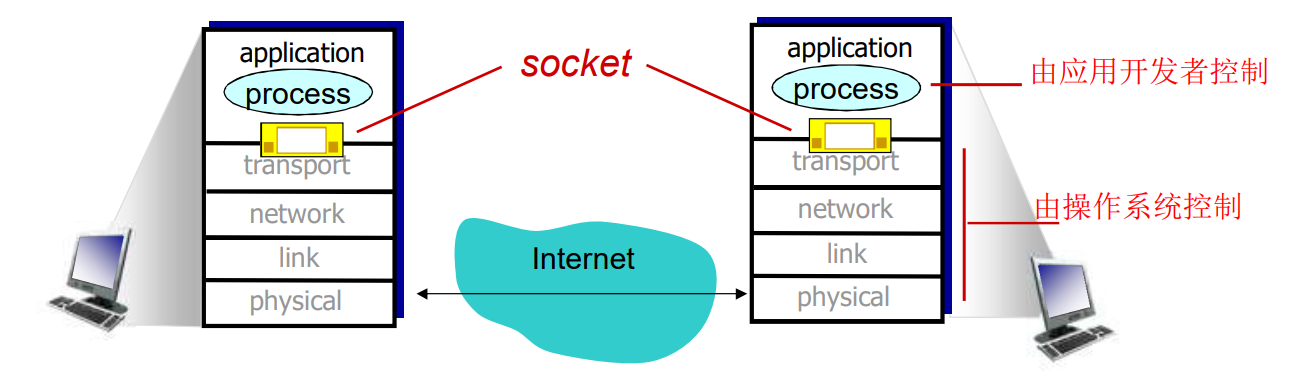 application
process
transport
network
link
physical
socket
Internet
application
process
transport
network
link
physical
由应用开发者控制
由操作系统控制